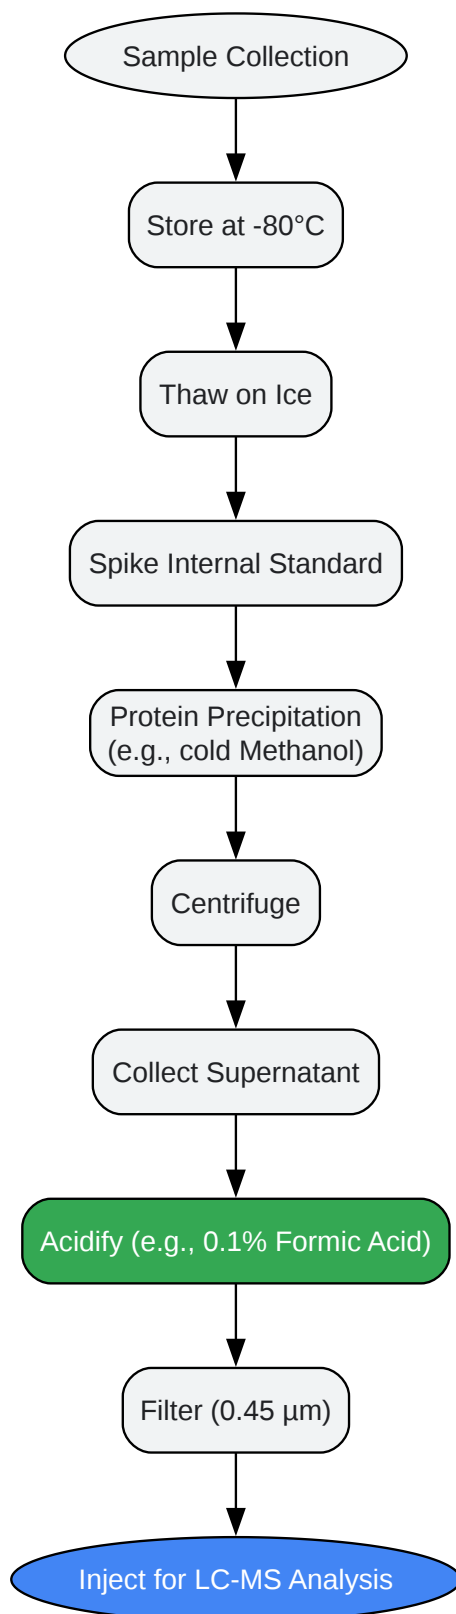 Sample Collection
Store at -80°C
Thaw on Ice
Spike Internal Standard
Protein Precipitation
(e.g., cold Methanol)
Centrifuge
Collect Supernatant
Acidify (e.g., 0.1% Formic Acid)
Filter (0.45 µm)
Inject for LC-MS Analysis